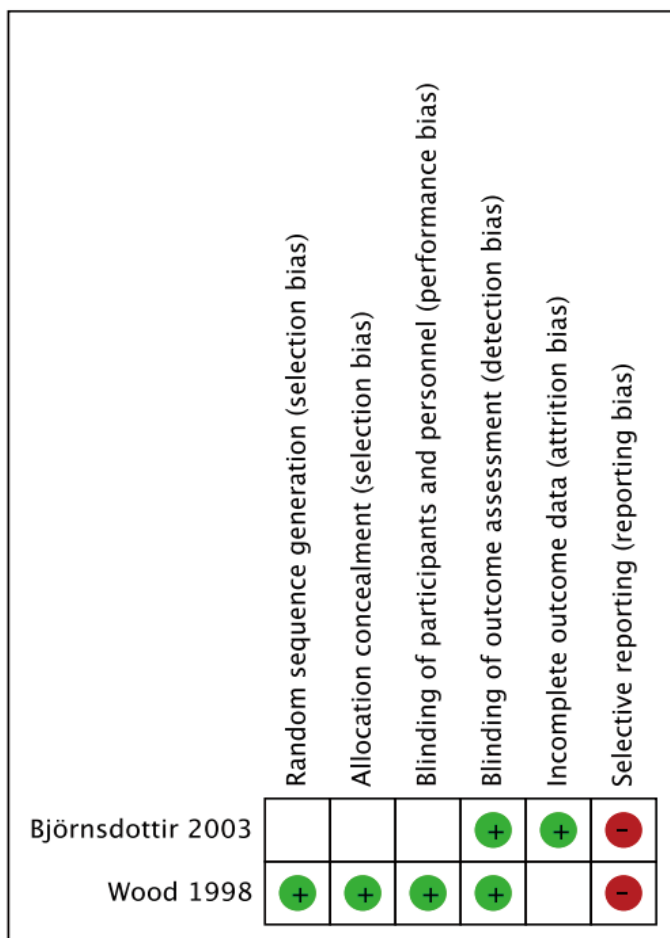 Random sequence generation (selection bias)
Allocation concealment (selection bias)
Blinding of participants and personnel (performance bias)
Blinding of outcome assessment (detection bias)
Incomplete outcome data (attrition bias)
Selective reporting (reporting bias)
Björnsdottir 2003 + + -
Wood 1998 + + + + -